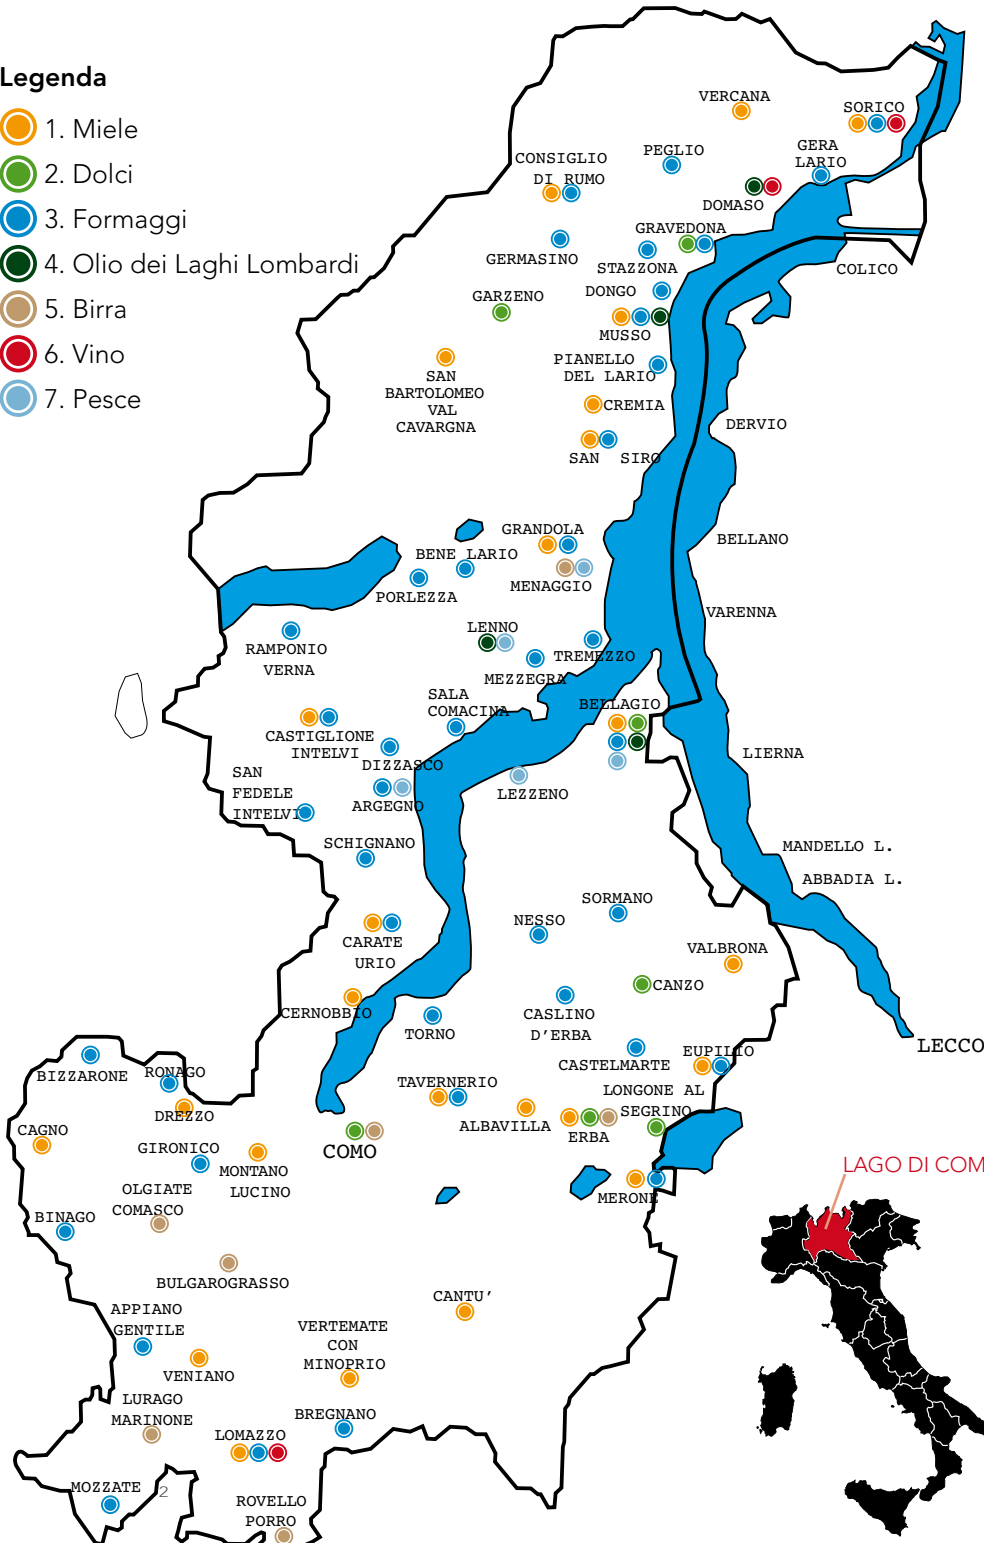 Legenda
1. Miele
2. Dolci
3. Formaggi
4. Olio dei Laghi Lombardi
5. Birra
6. Vino
7. Pesce
VERCANA
SORICO
PEGLIO
GERA
LARIO
CONSIGLIO
DI RUMO
DOMASO
GRAVEDONA
GERMASINO
STAZZONA
COLICO
DONGO
GARZENO
MUSSO
PIANELLO
DEL LARIO
SAN
BARTOLOMEO
VAL
CAVARGNA
CREMIA
DERVIO
SAN SIRO
GRANDOLA
BELLANO
BENE LARIO
MENAGGIO
PORLEZZA
VARENNA
LENNO
RAMPONIO
VERNA
TREMEZZO
MEZZEGRA
SALA
COMACINA
BELLAGIO
CASTIGLIONE
INTELVI
DIZZASCO
LIERNA
SAN
FEDELE
INTELVI
ARGEGNO
LEZZENO
SCHIGNANO
MANDELLO L.
ABBADIA L.
SORMANO
NESSO
CARATE
URIO
VALBRONA
CANZO
CERNOBBIO
CASLINO
D'ERBA
TORNO
LECCO
CASTELMARTE
EUPILIO
BIZZARONE
RONAGO
TAVERNERIO
LONGONE AL
SEGRINO
DREZZO
ALBAVILLA
ERBA
CAGNO
COMO
GIRONICO
MONTANO
LUCINO
LAGO DI COM
OLGIATE
COMASCO
MERONE
BINAGO
BULGAROGRASSO
CANTU'
APPIANO
GENTILE
VERTEMATE
CON
MINOPRIO
VENIANO
LURAGO
MARINONE
BREGNANO
LOMAZZO
MOZZATE
2
ROVELLO
PORRO